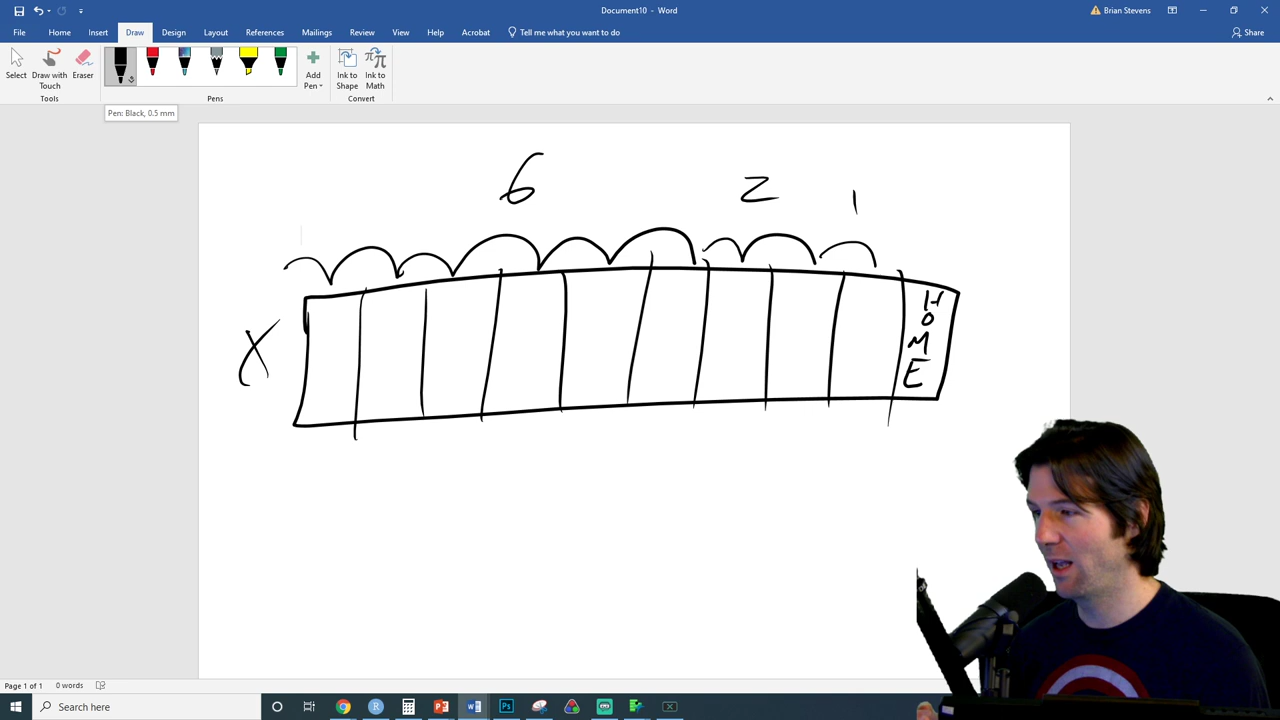 Document10 - Word
Brian Stevens
File Home Insert Draw Design Layout References Mailings Review View Help Acrobat Tell me what you want to do Share
Select
Draw with Touch
Eraser
Add Pen
Ink to Shape
Ink to Math
Tools Pens Convert
Pen: Black, 0.5 mm
6 2 1
X
HOME
Page 1 of 1 0 words
Search here